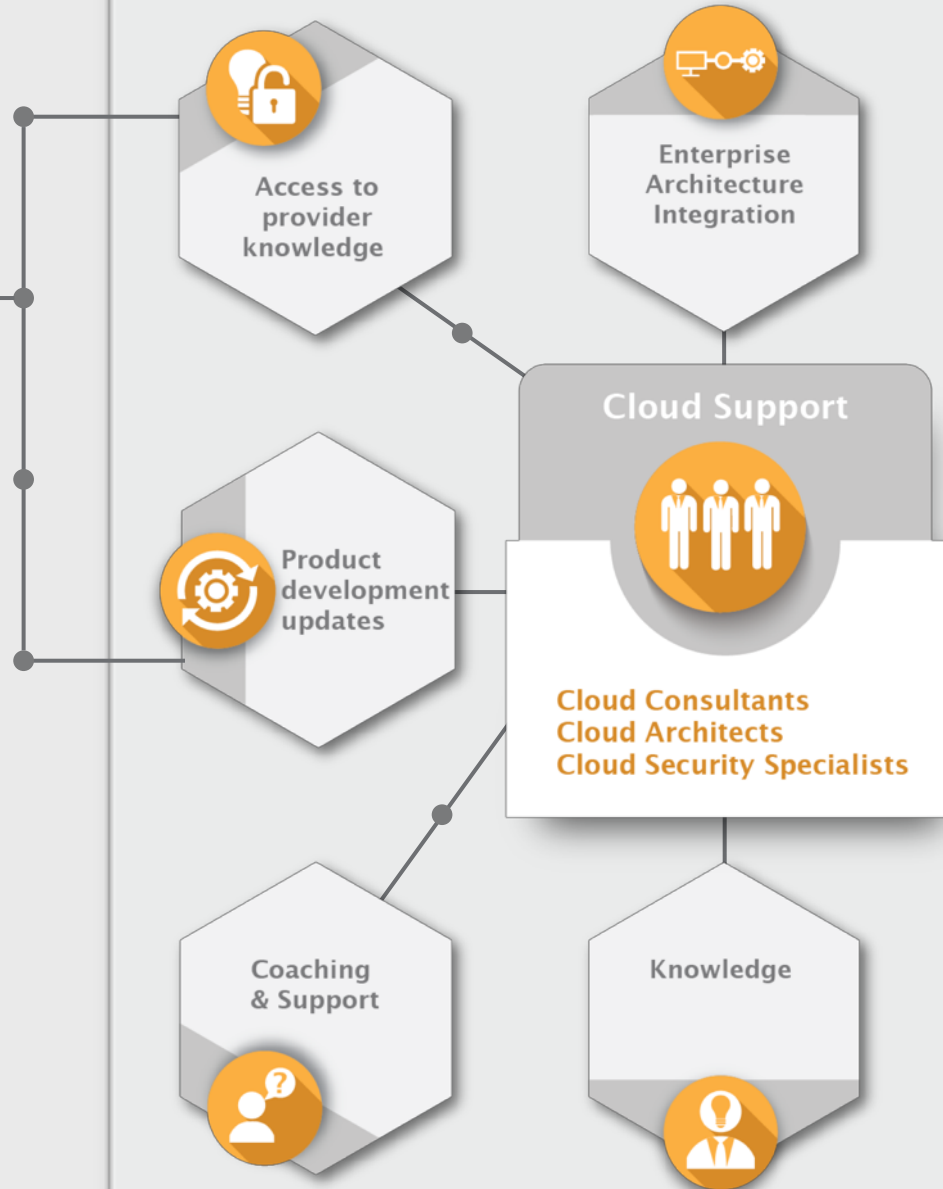 Access to
provider
knowledge
Enterprise
Architecture
Integration
Cloud Support
Product
development
updates
Cloud Consultants
Cloud Architects
Cloud Security Specialists
Coaching
& Support
?
Knowledge